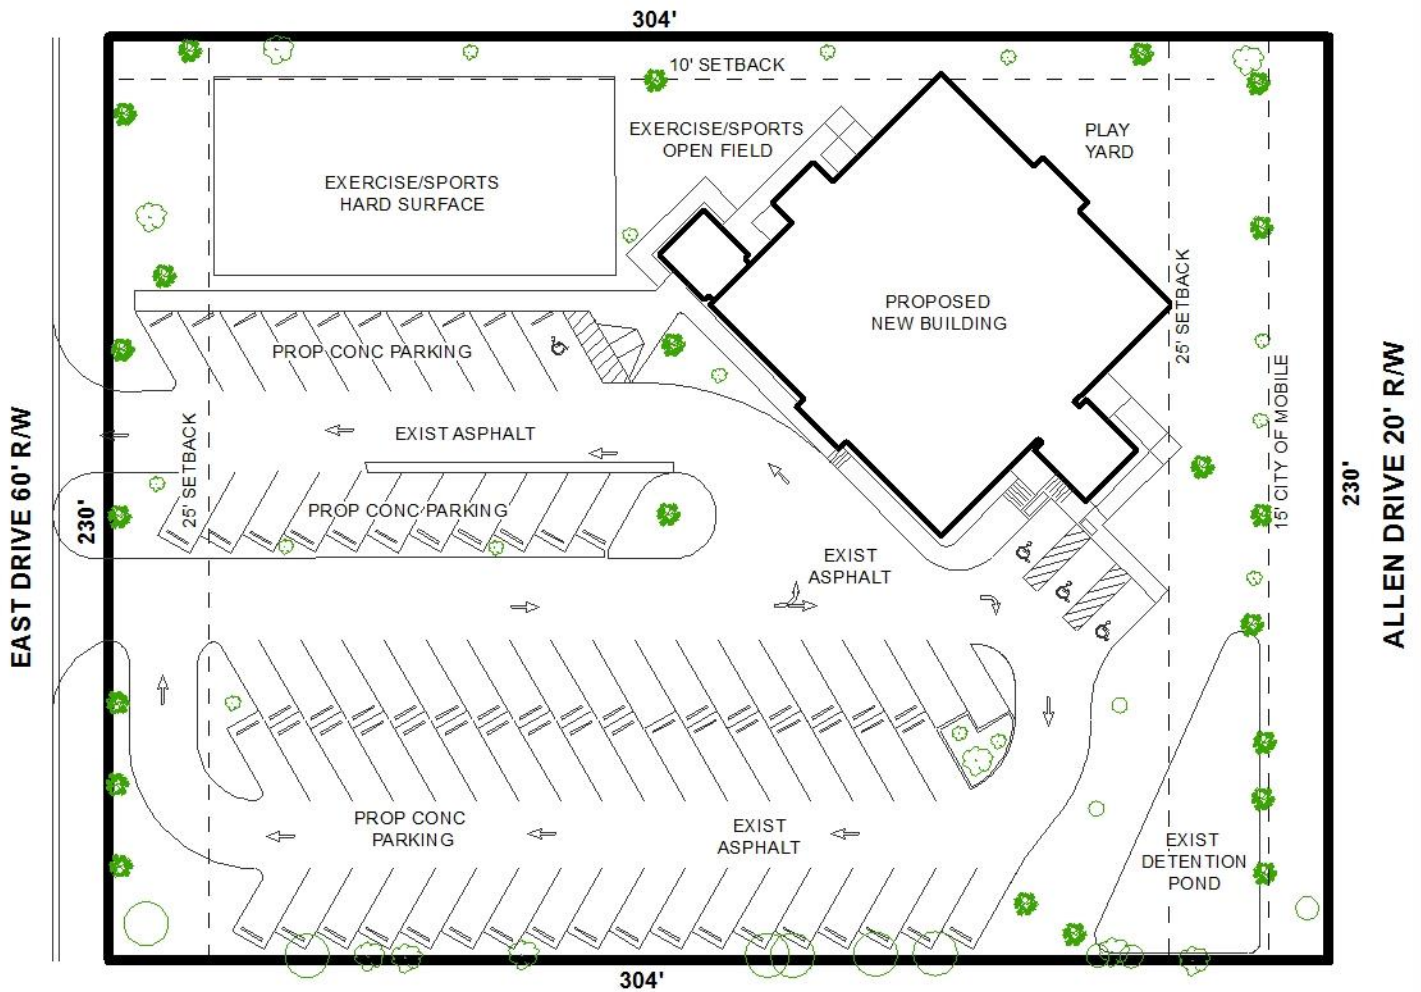 304'
10' SETBACK
EXERCISE/SPORTS
OPEN FIELD
PLAY
YARD
EXERCISE/SPORTS
HARD SURFACE
PROPOSED
NEW BUILDING
25' SETBACK
PROP CONC PARKING
15' CITY OF MOBILE
ALLEN DRIVE 20' R/W
230'
EAST DRIVE 60' R/W
230'
25' SETBACK
EXIST ASPHALT
PROP CONC PARKING
EXIST
ASPHALT
PROP CONC
PARKING
EXIST
ASPHALT
EXIST
DETENTION
POND
304'